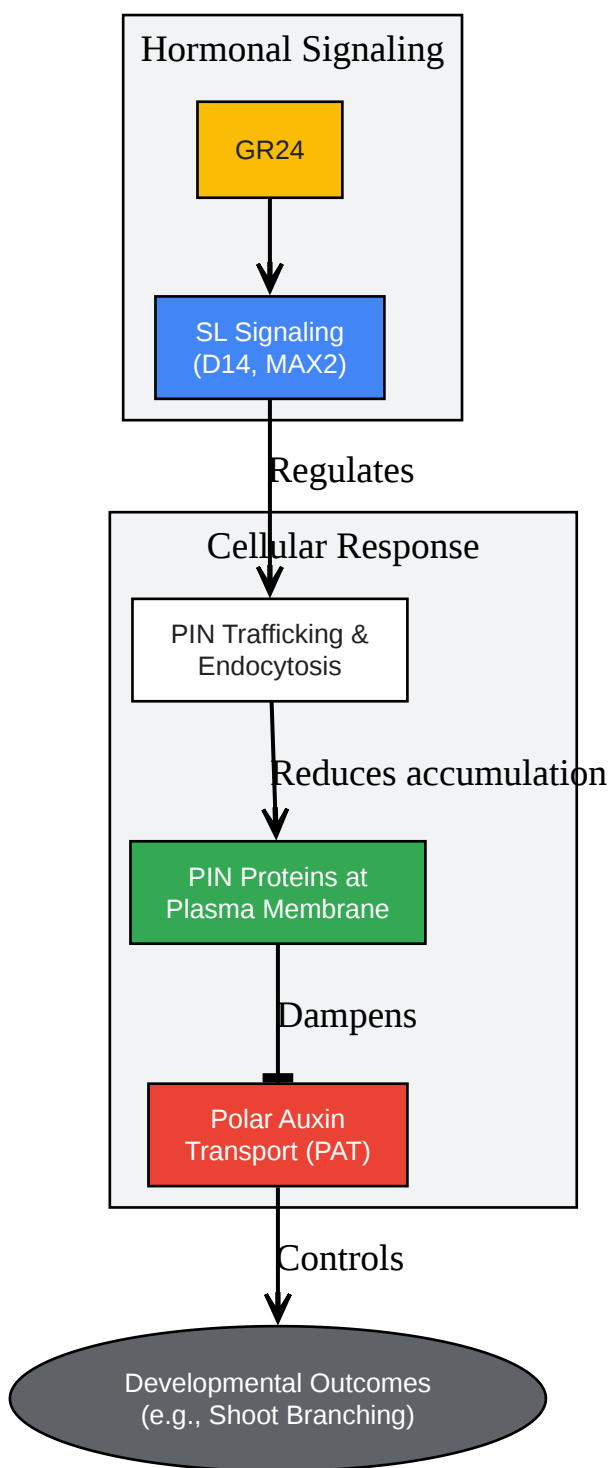 Hormonal Signaling
GR24
SL Signaling
(D14, MAX2)
Regulates
Cellular Response
PIN Trafficking &
Endocytosis
Reduces accumulation
PIN Proteins at
Plasma Membrane
Dampens
Polar Auxin
Transport (PAT)
Controls
Developmental Outcomes
(e.g., Shoot Branching)